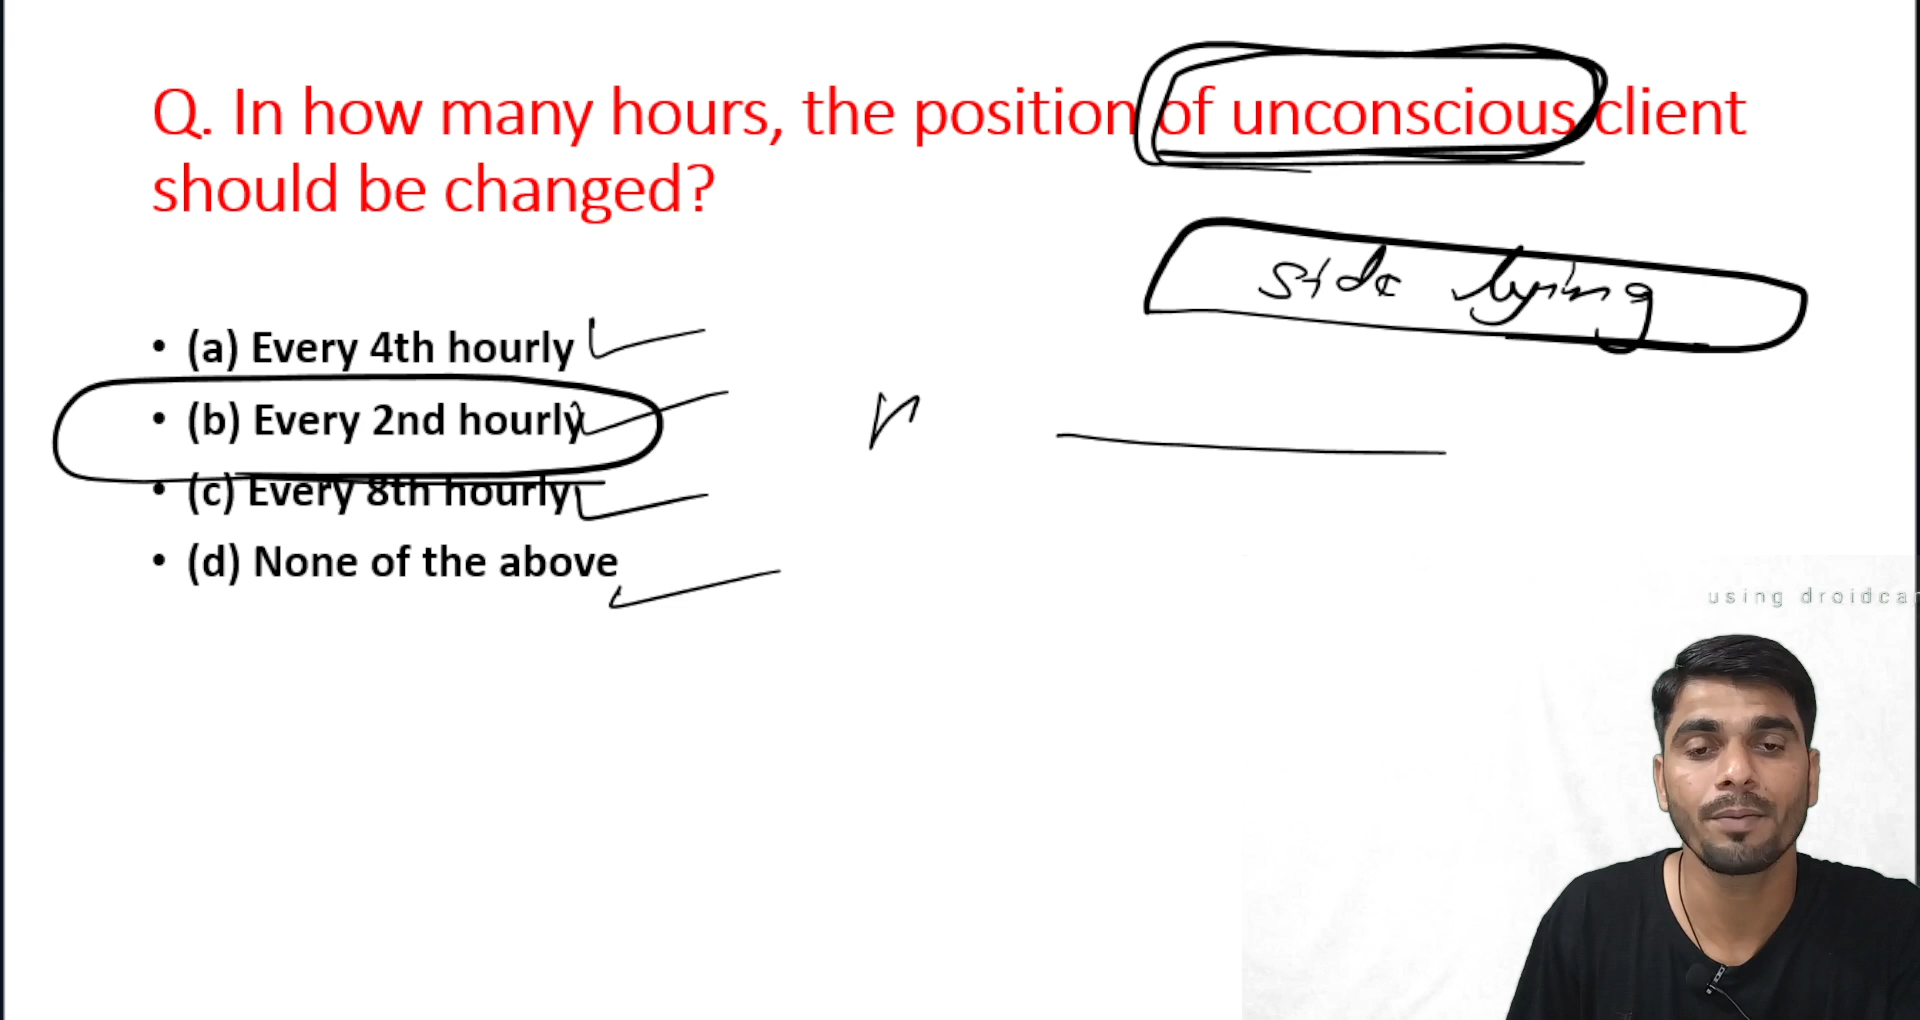 Q. In how many hours, the position of unconscious client
should be changed?
side lying
• (a) Every 4th hourly
• (b) Every 2nd hourly
• (c) Every 8th hourly
• (d) None of the above
using droidca